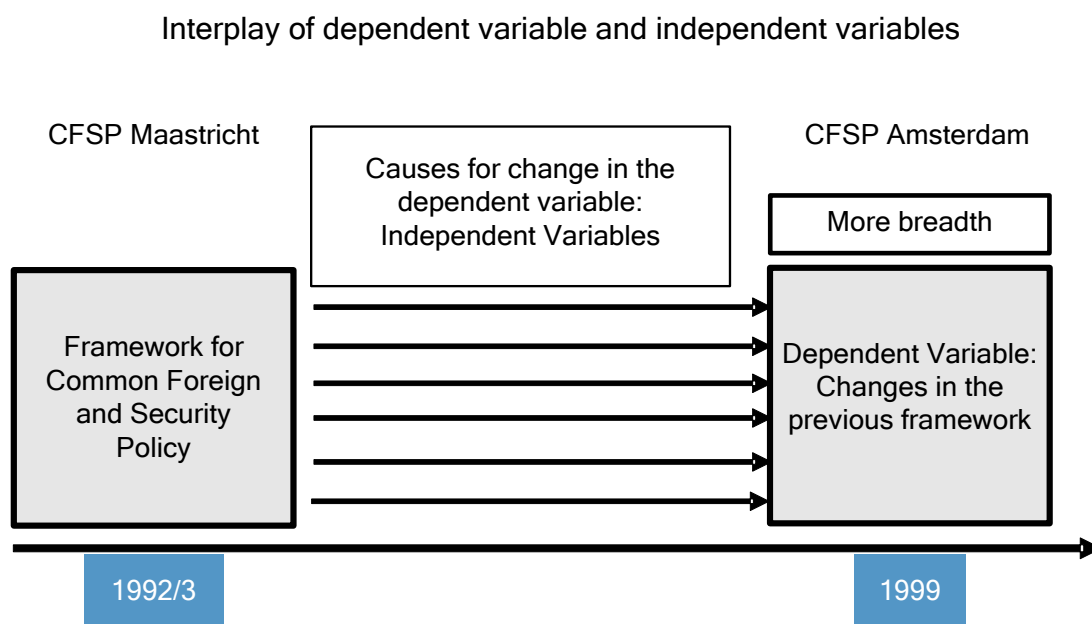 Interplay of dependent variable and independent variables
CFSP Maastricht
Causes for change in the
dependent variable:
Independent Variables
CFSP Amsterdam
More breadth
Framework for
Common Foreign
and Security
Policy
Dependent Variable:
Changes in the
previous framework
1992/3
1999